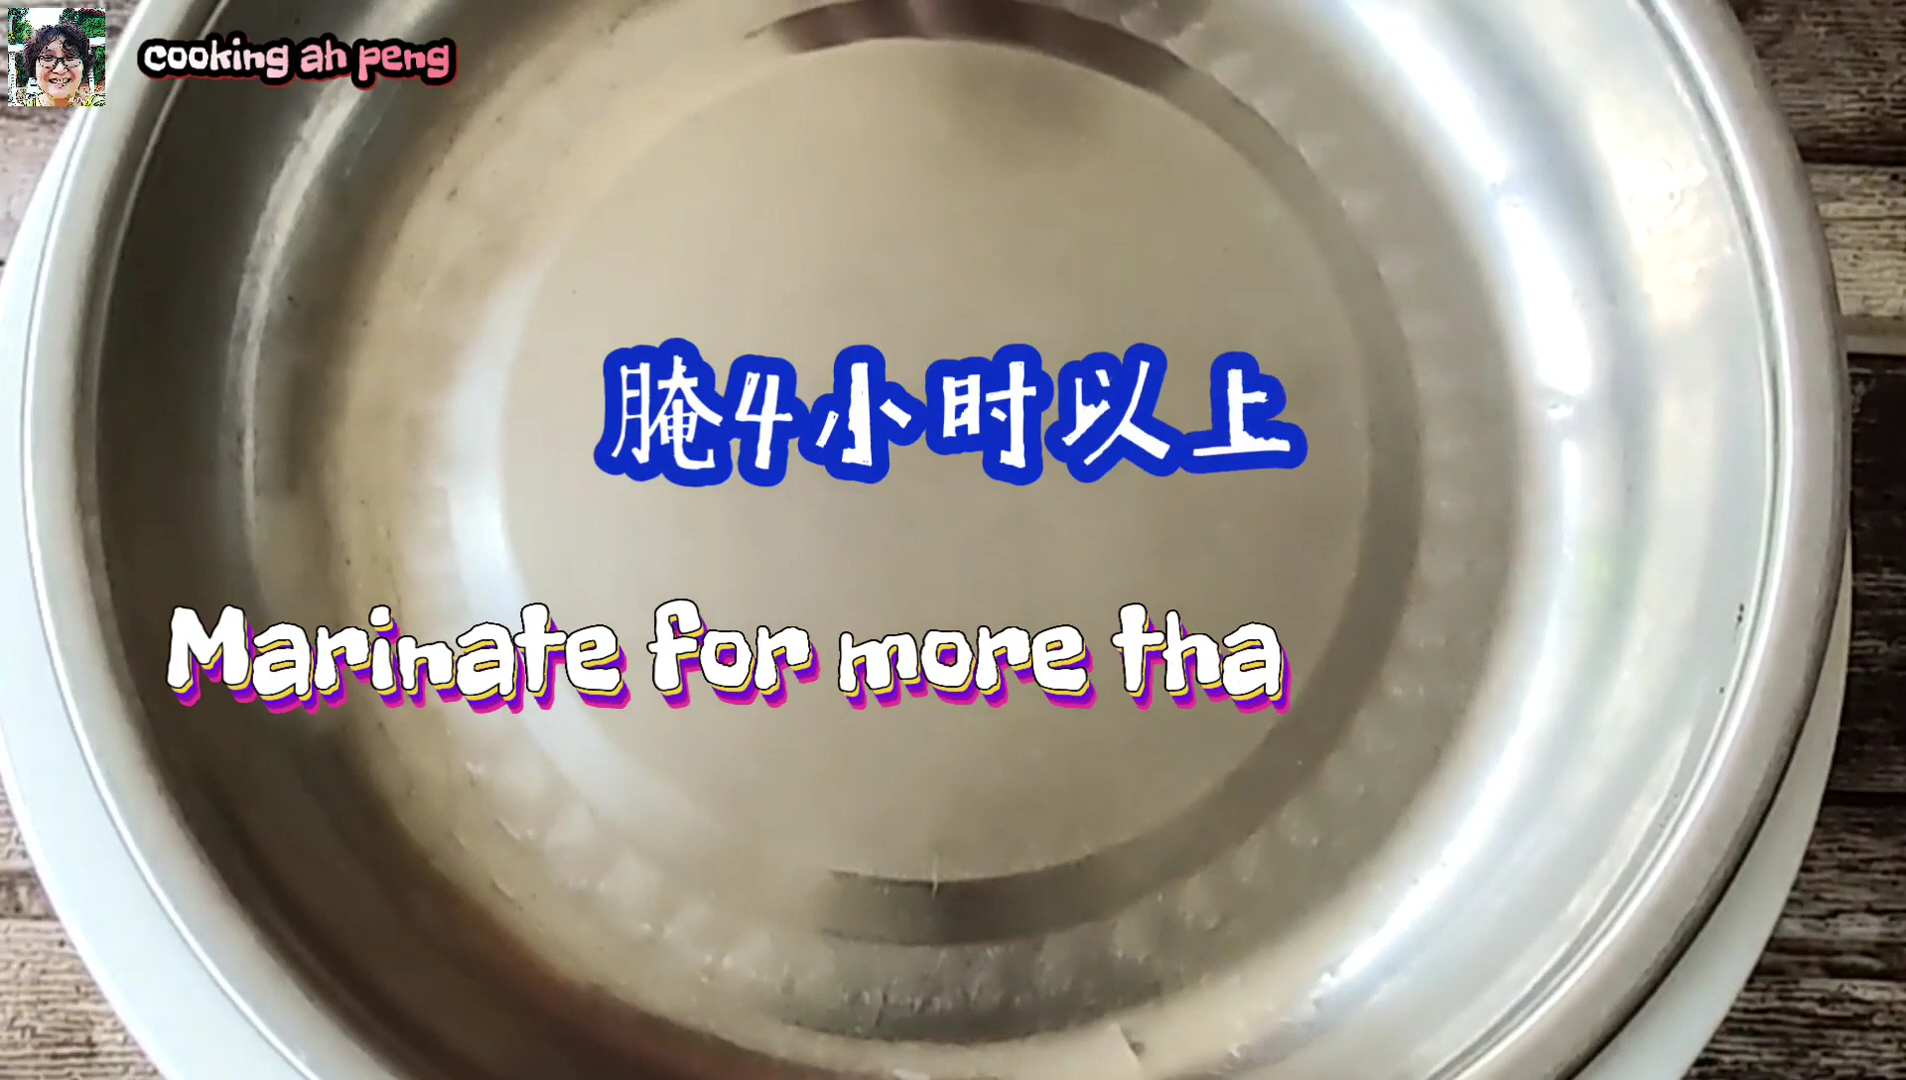 cooking ah peng
腌4小时以上
Marinate for more tha